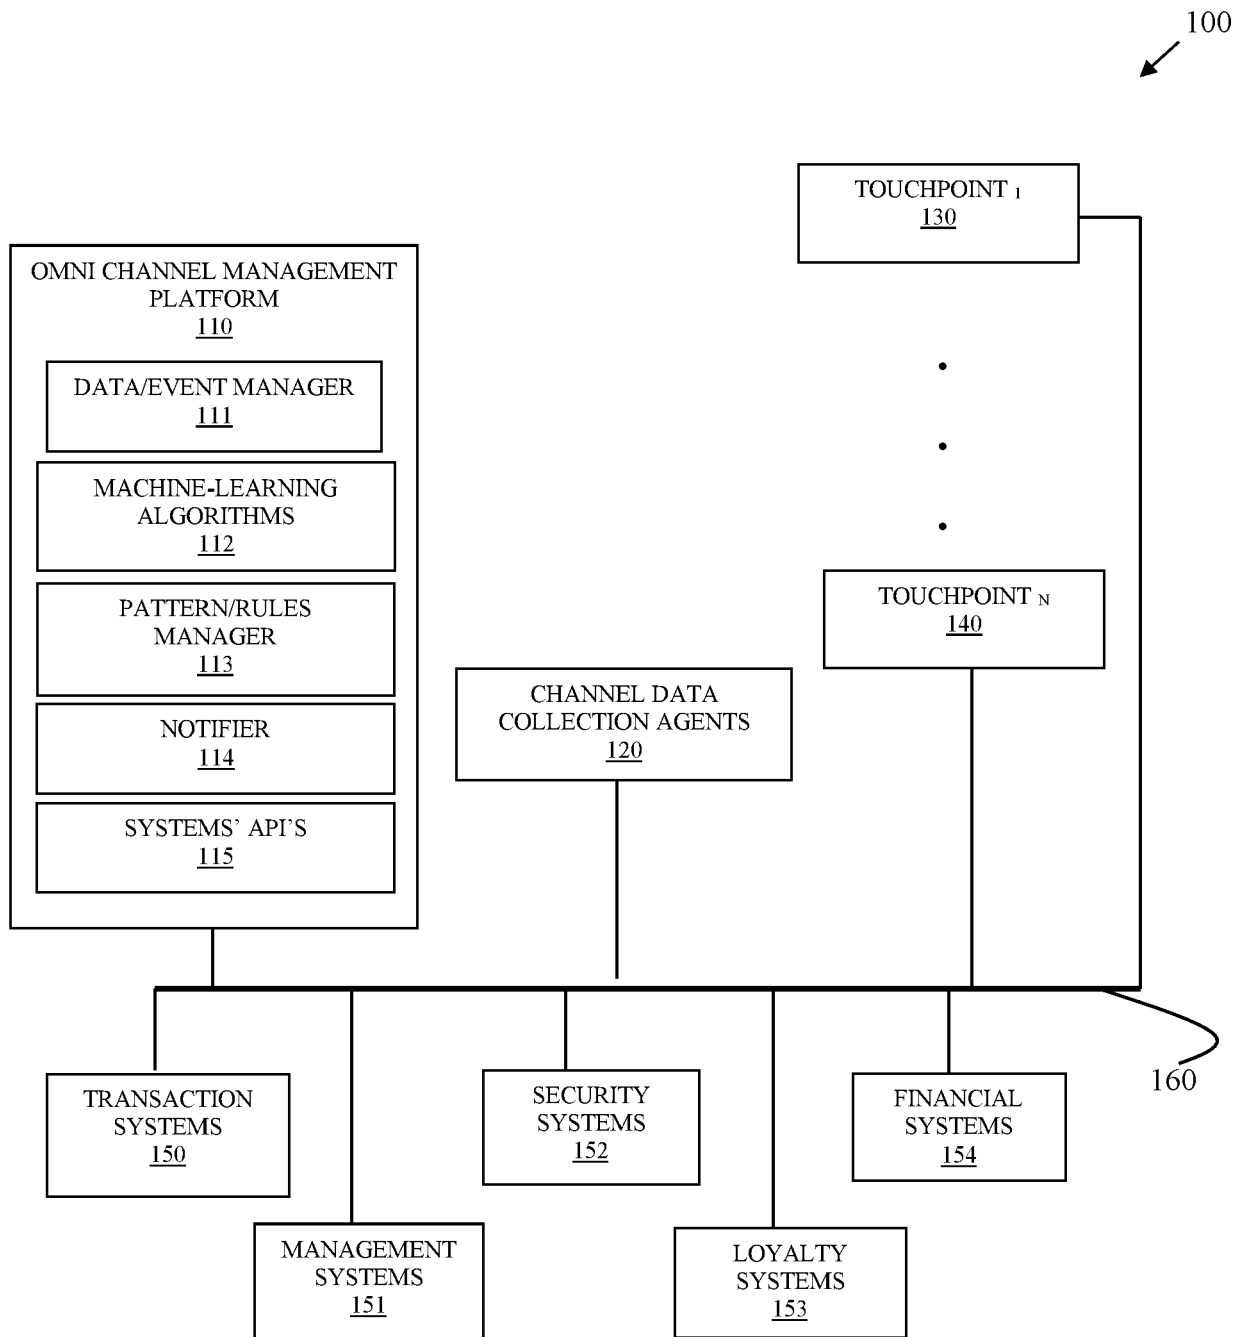 100
TOUCHPOINT 1
130
OMNI CHANNEL MANAGEMENT
PLATFORM
110
DATA/EVENT MANAGER
111
MACHINE-LEARNING
ALGORITHMS
112
PATTERN/RULES
MANAGER
113
NOTIFIER
114
SYSTEMS’ API’S
115
TOUCHPOINT N
140
CHANNEL DATA
COLLECTION AGENTS
120
160
TRANSACTION
SYSTEMS
150
SECURITY
SYSTEMS
152
FINANCIAL
SYSTEMS
154
MANAGEMENT
SYSTEMS
151
LOYALTY
SYSTEMS
153